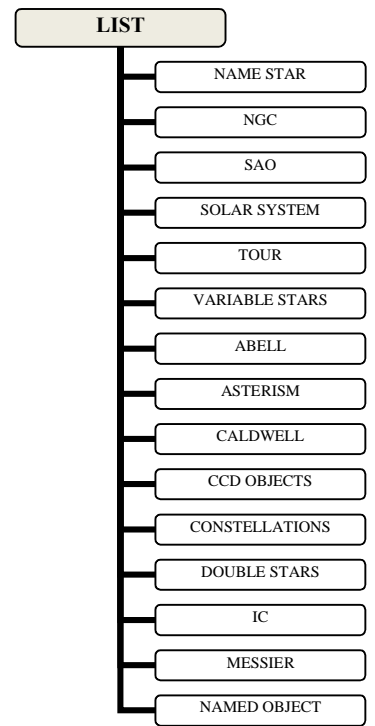 LIST
NAME STAR
NGC
SAO
SOLAR SYSTEM
TOUR
VARIABLE STARS
ABELL
ASTERISM
CALDWELL
CCD OBJECTS
CONSTELLATIONS
DOUBLE STARS
IC
MESSIER
NAMED OBJECT